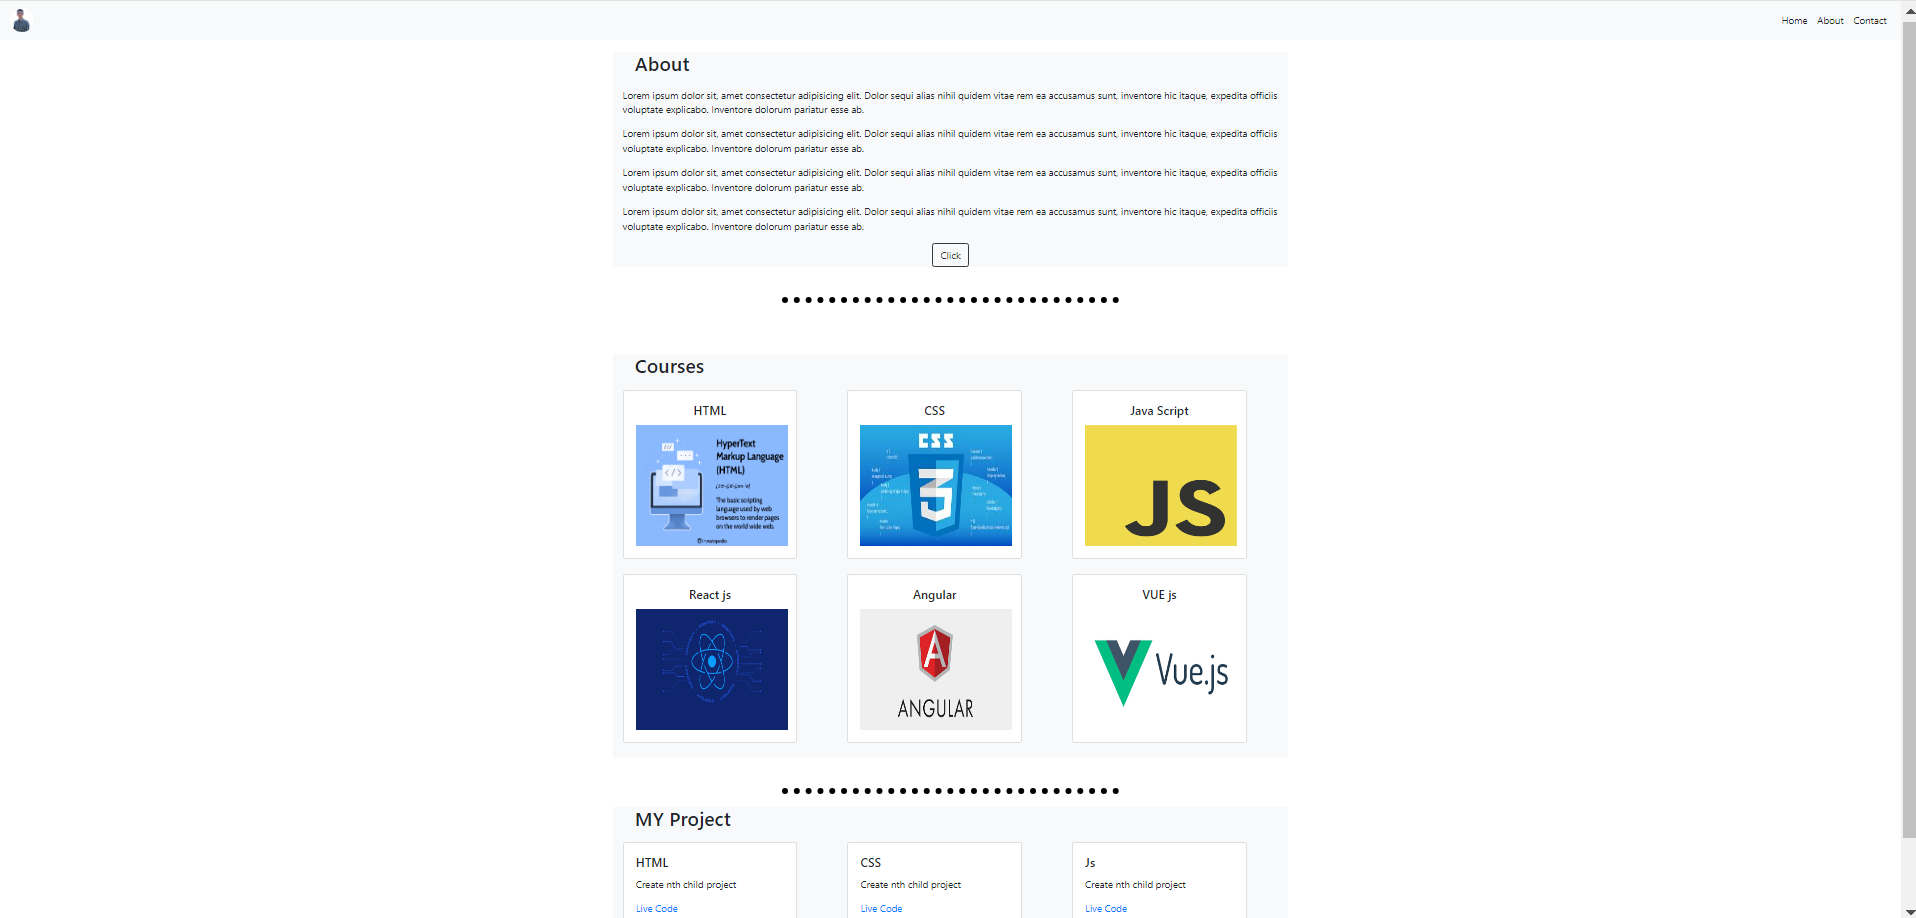 Home About Contact
About
Lorem ipsum dolor sit, amet consectetur adipisicing elit. Dolor sequi alias nihil quidem vitae rem ea accusamus sunt, inventore hic itaque, expedita officiis
voluptate explicabo. Inventore dolorum pariatur esse ab.
Lorem ipsum dolor sit, amet consectetur adipisicing elit. Dolor sequi alias nihil quidem vitae rem ea accusamus sunt, inventore hic itaque, expedita officiis
voluptate explicabo. Inventore dolorum pariatur esse ab.
Lorem ipsum dolor sit, amet consectetur adipisicing elit. Dolor sequi alias nihil quidem vitae rem ea accusamus sunt, inventore hic itaque, expedita officiis
voluptate explicabo. Inventore dolorum pariatur esse ab.
Lorem ipsum dolor sit, amet consectetur adipisicing elit. Dolor sequi alias nihil quidem vitae rem ea accusamus sunt, inventore hic itaque, expedita officiis
voluptate explicabo. Inventore dolorum pariatur esse ab.
Click
Courses
HTML
HyperText
Markup Language
(HTML)
The basic scripting
language used by web
browsers to render pages
on the world wide web.
Investopedia
CSS
CSS
3
Java Script
JS
React js
Angular
A
ANGULAR
VUE js
Vue.js
MY Project
HTML
Create nth child project
Live Code
CSS
Create nth child project
Live Code
Js
Create nth child project
Live Code